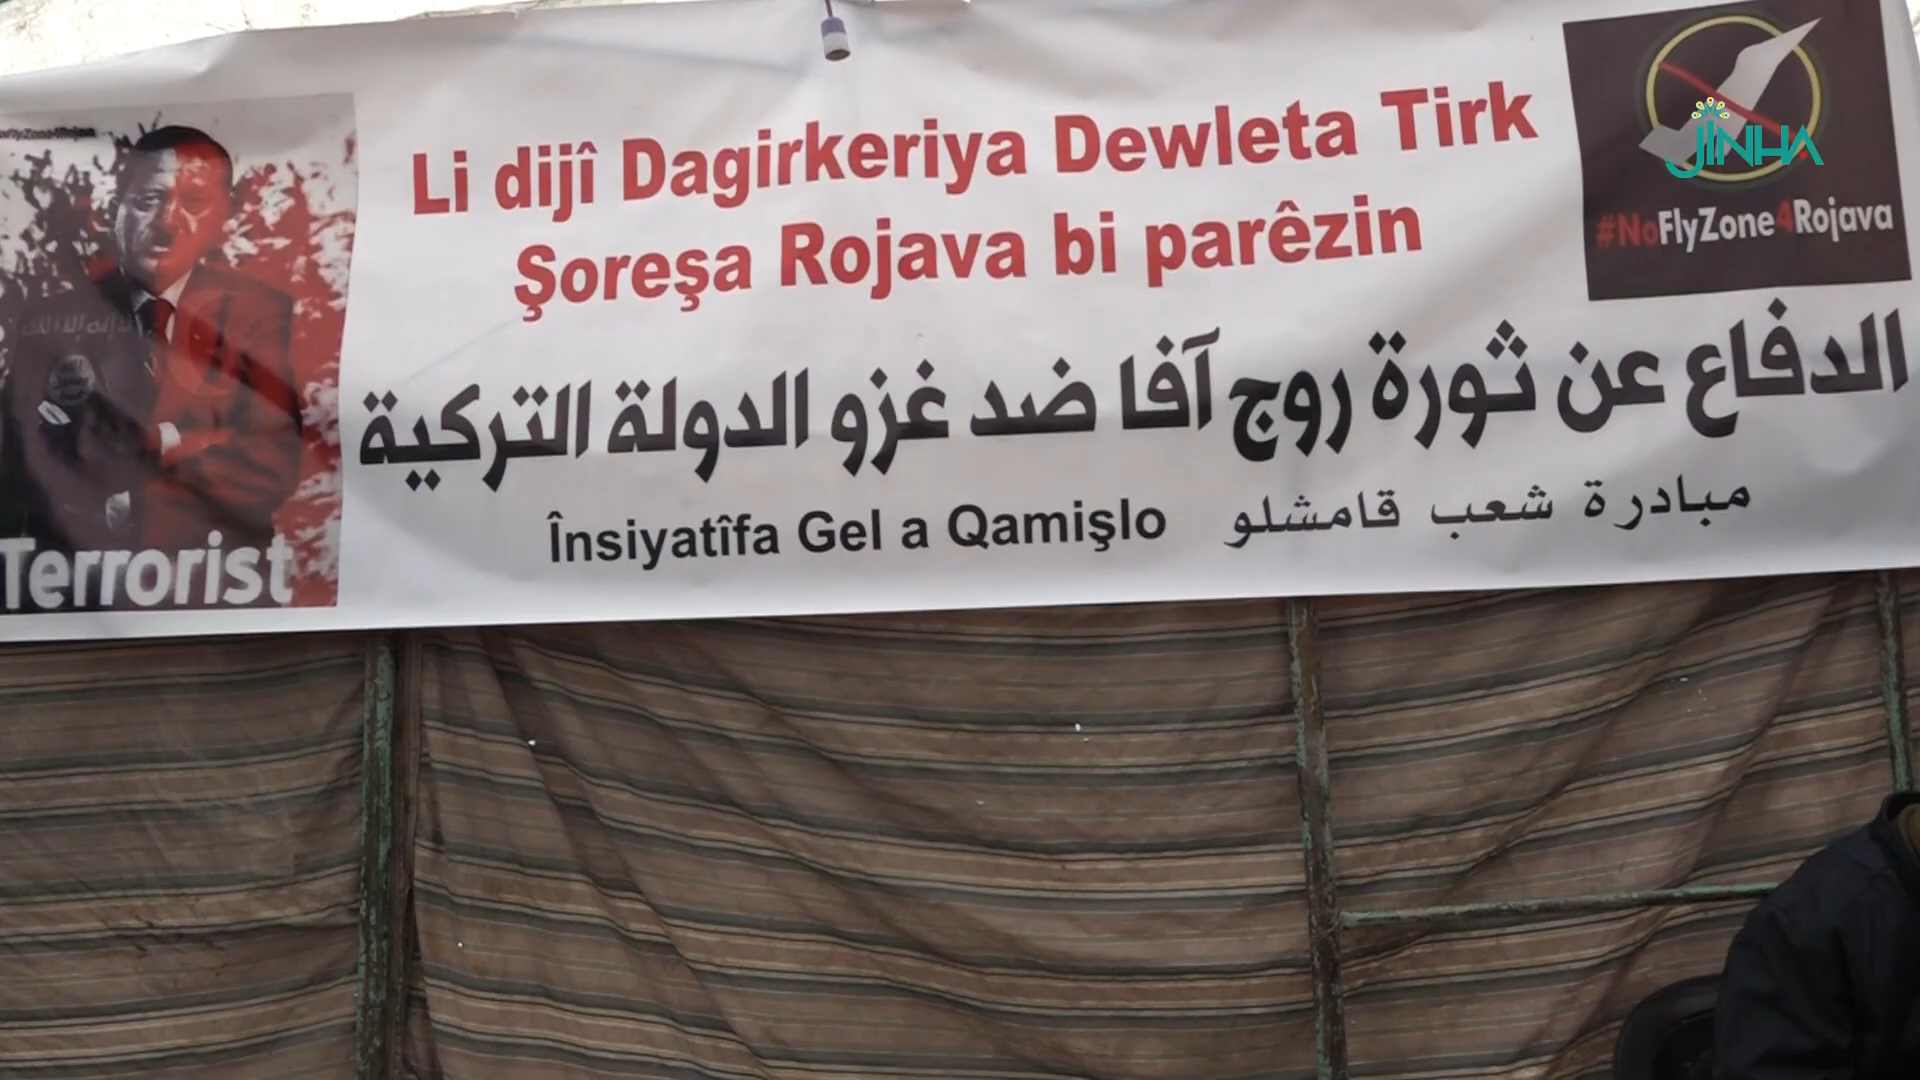 Li dijî Dagirkeriya Dewleta Tirk
Şoreşa Rojava bi parêzin
الدفاع عن ثورة روج آفا ضد غزو الدولة التركية
Însiyatîfa Gel a Qamişlo مبادرة شعب قامشلو
Terrorist
#NoFlyZone4Rojava
JINHA